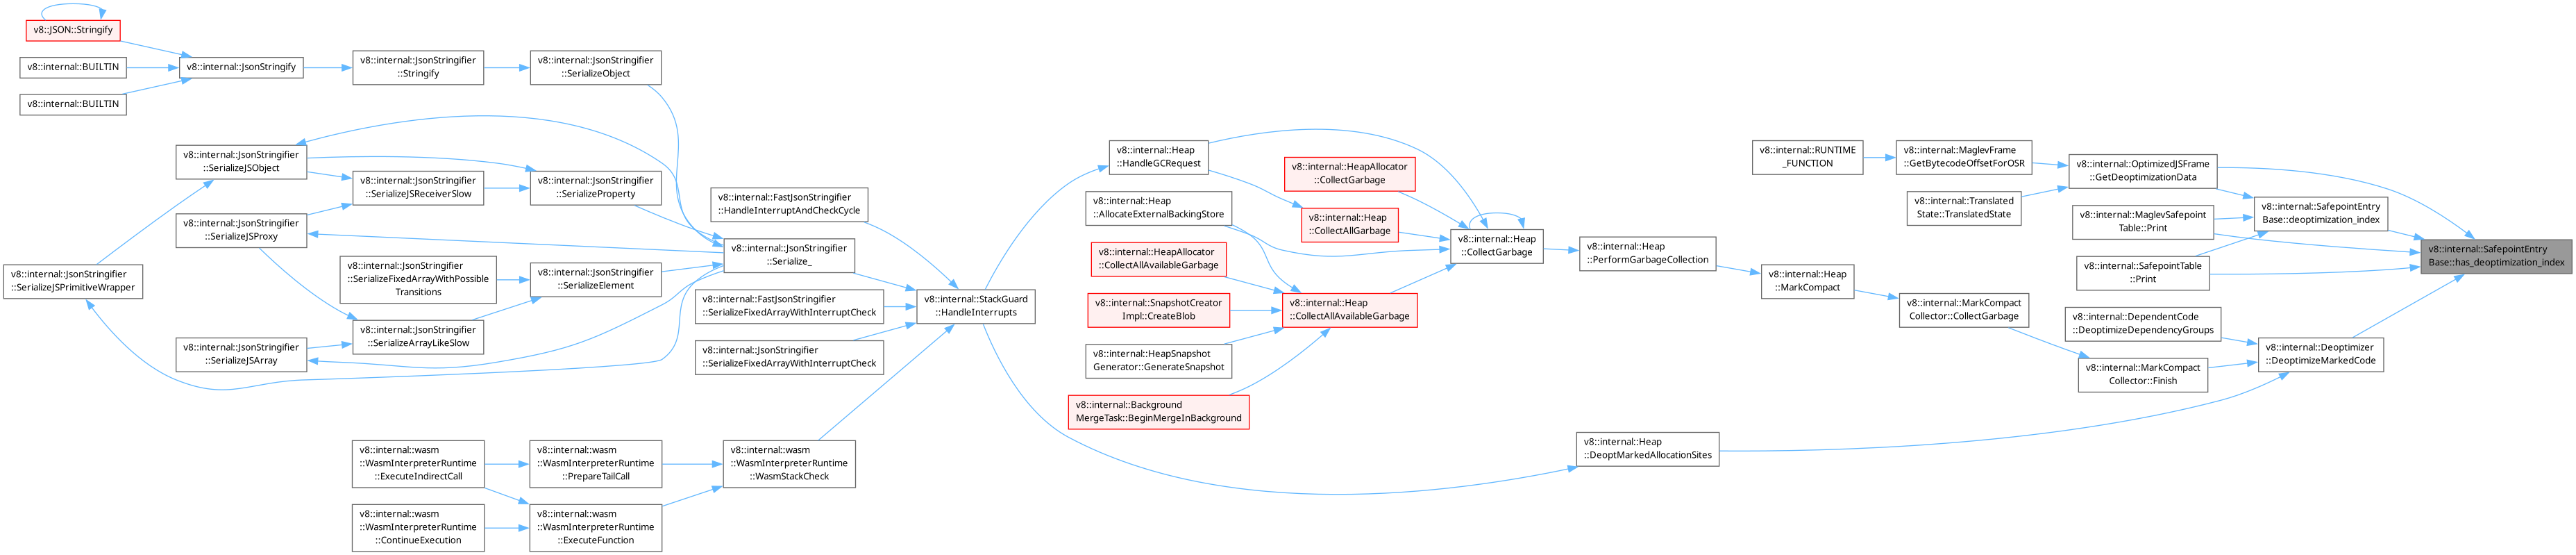 v8::JSON::Stringify
v8::internal::BUILTIN
v8::internal::BUILTIN
v8::internal::JsonStringify
v8::internal::JsonStringifier
::Stringify
v8::internal::JsonStringifier
::SerializeObject
v8::internal::JsonStringifier
::SerializeJSObject
v8::internal::JsonStringifier
::SerializeJSReceiverSlow
v8::internal::JsonStringifier
::SerializeProperty
v8::internal::JsonStringifier
::SerializeJSProxy
v8::internal::JsonStringifier
::SerializeJSPrimitiveWrapper
v8::internal::JsonStringifier
::SerializeFixedArrayWithPossible
Transitions
v8::internal::JsonStringifier
::SerializeElement
v8::internal::JsonStringifier
::SerializeJSArray
v8::internal::JsonStringifier
::SerializeArrayLikeSlow
v8::internal::FastJsonStringifier
::HandleInterruptAndCheckCycle
v8::internal::JsonStringifier
::Serialize_
v8::internal::FastJsonStringifier
::SerializeFixedArrayWithInterruptCheck
v8::internal::JsonStringifier
::SerializeFixedArrayWithInterruptCheck
v8::internal::wasm
::WasmInterpreterRuntime
::ExecuteIndirectCall
v8::internal::wasm
::WasmInterpreterRuntime
::PrepareTailCall
v8::internal::wasm
::WasmInterpreterRuntime
::WasmStackCheck
v8::internal::wasm
::WasmInterpreterRuntime
::ContinueExecution
v8::internal::wasm
::WasmInterpreterRuntime
::ExecuteFunction
v8::internal::StackGuard
::HandleInterrupts
v8::internal::Heap
::HandleGCRequest
v8::internal::Heap
::AllocateExternalBackingStore
v8::internal::HeapAllocator
::CollectAllAvailableGarbage
v8::internal::SnapshotCreator
Impl::CreateBlob
v8::internal::HeapSnapshot
Generator::GenerateSnapshot
v8::internal::Background
MergeTask::BeginMergeInBackground
v8::internal::HeapAllocator
::CollectGarbage
v8::internal::Heap
::CollectAllGarbage
v8::internal::Heap
::CollectAllAvailableGarbage
v8::internal::Heap
::CollectGarbage
v8::internal::Heap
::PerformGarbageCollection
v8::internal::Heap
::DeoptMarkedAllocationSites
v8::internal::RUNTIME
_FUNCTION
v8::internal::Heap
::MarkCompact
v8::internal::MaglevFrame
::GetBytecodeOffsetForOSR
v8::internal::Translated
State::TranslatedState
v8::internal::MarkCompact
Collector::CollectGarbage
v8::internal::OptimizedJSFrame
::GetDeoptimizationData
v8::internal::MaglevSafepoint
Table::Print
v8::internal::SafepointTable
::Print
v8::internal::DependentCode
::DeoptimizeDependencyGroups
v8::internal::MarkCompact
Collector::Finish
v8::internal::SafepointEntry
Base::deoptimization_index
v8::internal::Deoptimizer
::DeoptimizeMarkedCode
v8::internal::SafepointEntry
Base::has_deoptimization_index